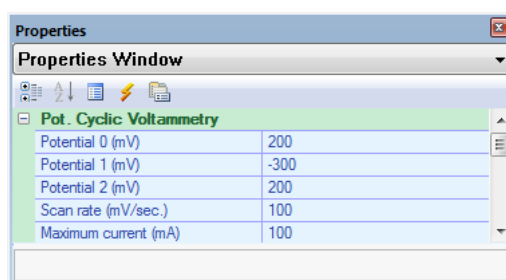 Properties
Properties Window
Pot. Cyclic Voltammetry
Potential 0 (mV) 200
Potential 1 (mV) -300
Potential 2 (mV) 200
Scan rate (mV/sec.) 100
Maximum current (mA) 100